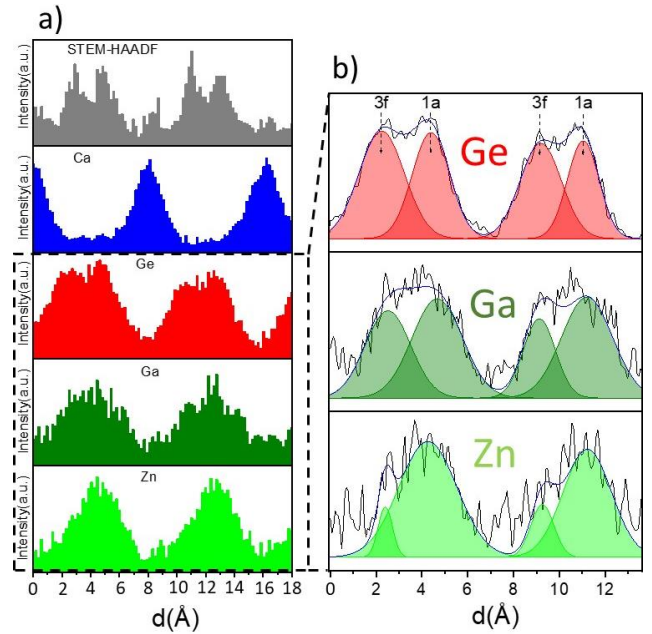 a)
STEM-HAADF
Intensity(a.u.)
Ca
Intensity(a.u.)
Ge
Intensity(a.u.)
Ga
Intensity(a.u.)
Zn
Intensity(a.u.)
0 2 4 6 8 10 12 14 16 18
d(Å)
b)
3f 1a 3f 1a
Ge
Ga
Zn
0 2 4 6 8 10 12
d(Å)